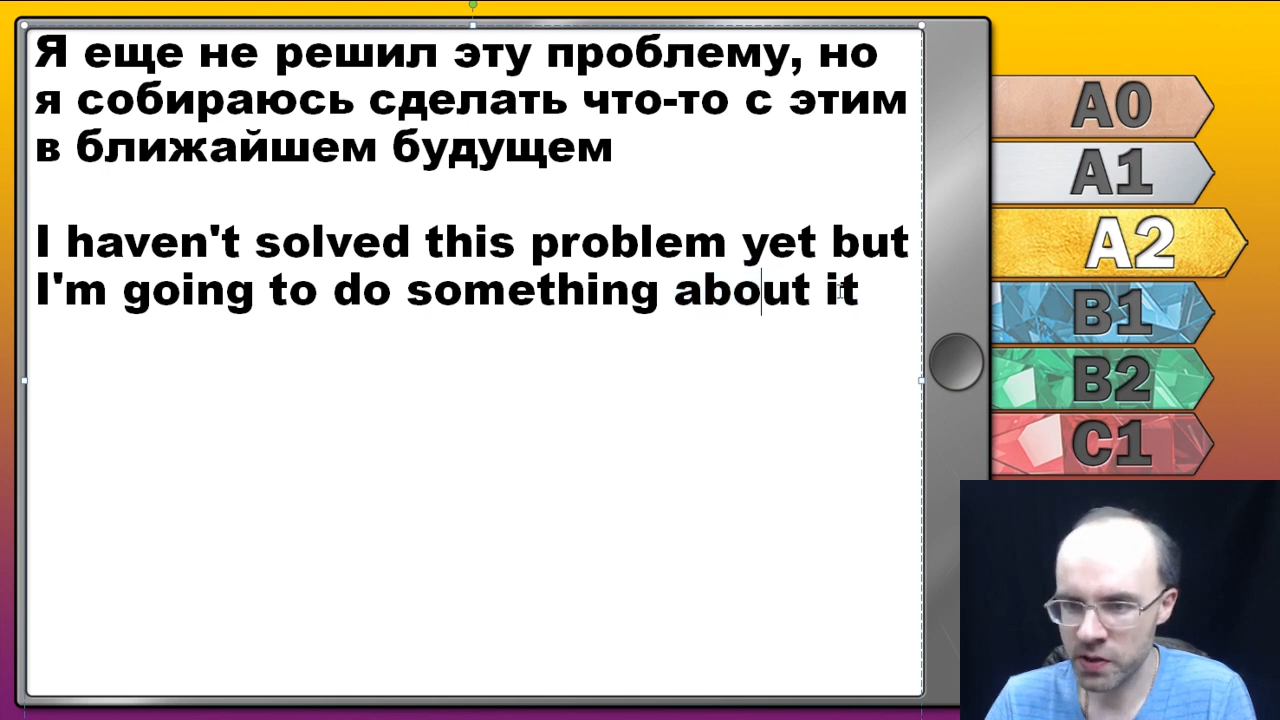 Я еще не решил эту проблему, но
я собираюсь сделать что-то с этим
в ближайшем будущем
I haven't solved this problem yet but
I'm going to do something about it
A0
A1
A2
B1
B2
C1